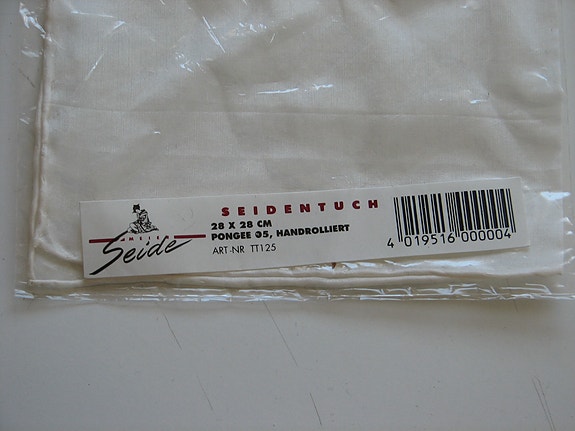 Seide
SEIDENTUCH
28 X 28 CM
PONGEE 05, HANDROLLIERT
ART-NR TT125
4 019516 000004